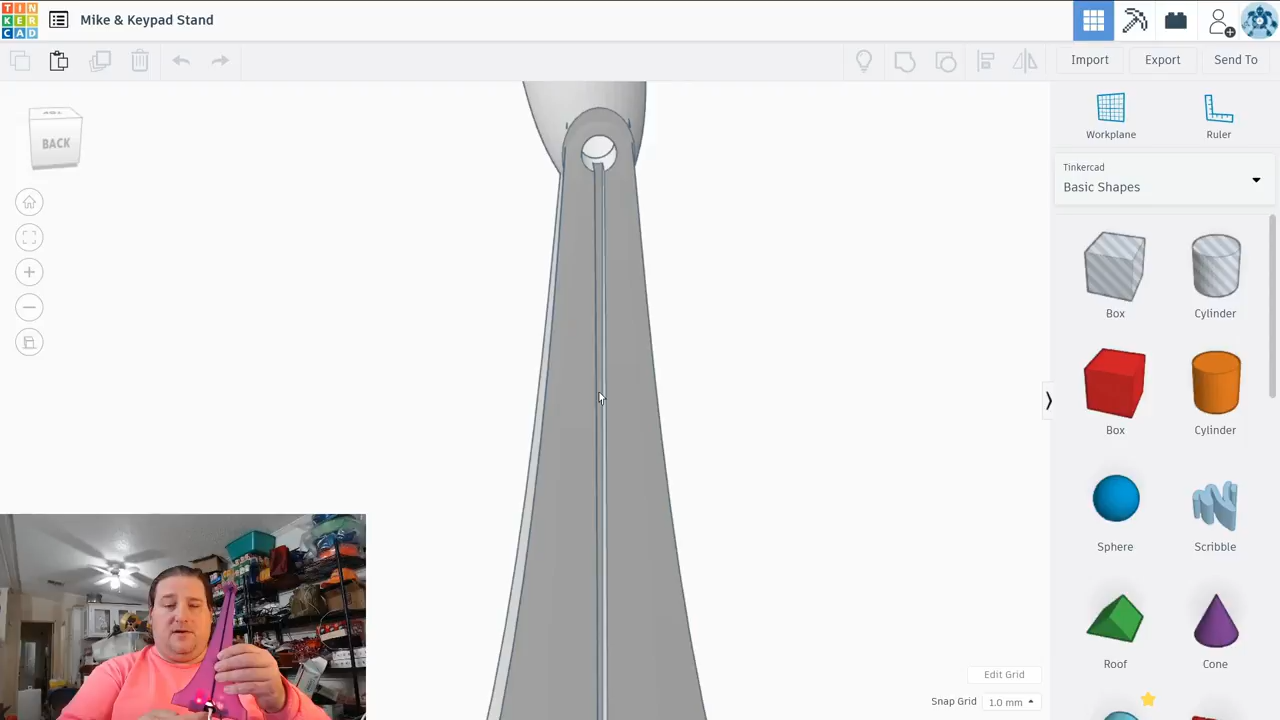 TIN
KER
CAD
Mike & Keypad Stand
Import
Export
Send To
TOP
BACK
Workplane
Ruler
Tinkercad
Basic Shapes
Box
Cylinder
Box
Cylinder
Sphere
Scribble
Roof
Cone
Edit Grid
Snap Grid
1.0 mm